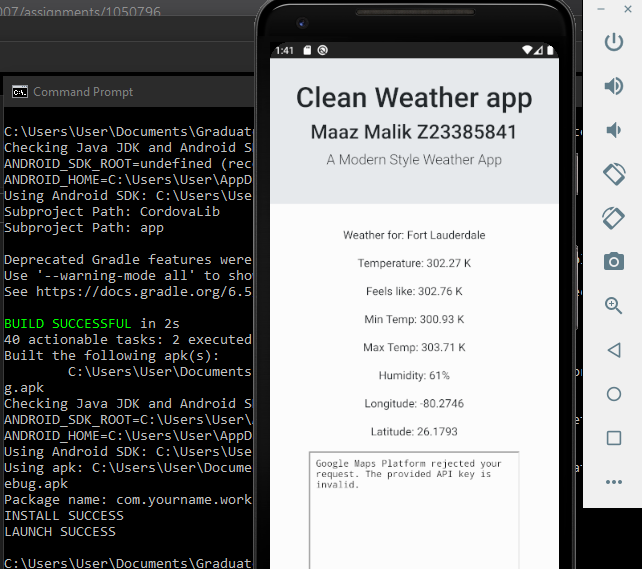 007/assignments/1050796
Command Prompt
C:\Users\User\Documents\Graduat
Checking Java JDK and Android S
ANDROID_SDK_ROOT=undefined (rec
ANDROID_HOME=C:\Users\User\AppD
Using Android SDK: C:\Users\Use
Subproject Path: CordovaLib
Subproject Path: app
Deprecated Gradle features were
Use '--warning-mode all' to sho
See https://docs.gradle.org/6.5
BUILD SUCCESSFUL in 2s
40 actionable tasks: 2 executed
Built the following apk(s):
C:\Users\User\Documents
g.apk
Checking Java JDK and Android S
ANDROID_SDK_ROOT=C:\Users\User\
ANDROID_HOME=C:\Users\User\AppD
Using Android SDK: C:\Users\Use
Using apk: C:\Users\User\Docume
ebug.apk
Package name: com.yourname.work
INSTALL SUCCESS
LAUNCH SUCCESS
C:\Users\User\Documents\Graduat
1:41
Clean Weather app
Maaz Malik Z23385841
A Modern Style Weather App
Weather for: Fort Lauderdale
Temperature: 302.27 K
Feels like: 302.76 K
Min Temp: 300.93 K
Max Temp: 303.71 K
Humidity: 61%
Longitude: -80.2746
Latitude: 26.1793
Google Maps Platform rejected your
request. The provided API key is
invalid.